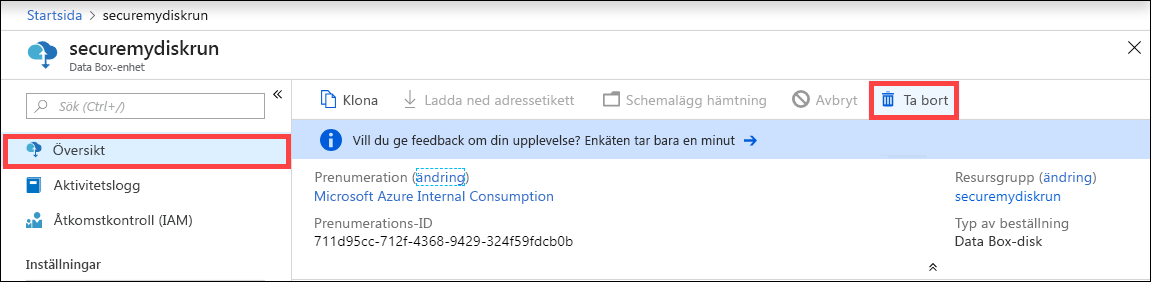 Startsida > securemydiskrun
securemydiskrun
Data Box-enhet
Sök (Ctrl+/)
«
Klona
Ladda ned adressetikett
Schemalägg hämtning
Avbryt
Ta bort
Översikt
Aktivitetslogg
Åtkomstkontroll (IAM)
Inställningar
Vill du ge feedback om din upplevelse? Enkäten tar bara en minut →
Prenumeration (ändring)
Microsoft Azure Internal Consumption
Prenumerations-ID
711d95cc-712f-4368-9429-324f59fdcb0b
Resursgrupp (ändring)
securemydiskrun
Typ av beställning
Data Box-disk